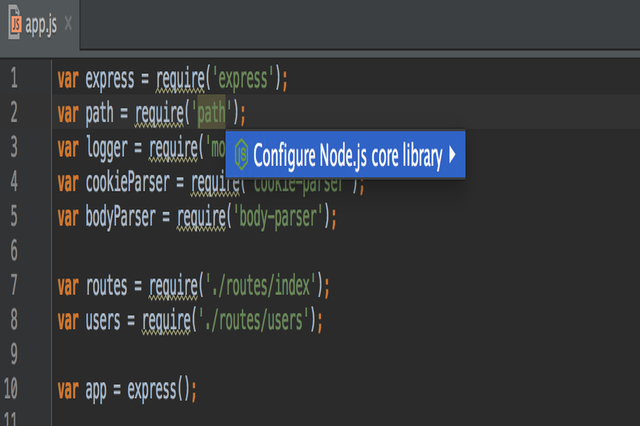 JS app.js ×
1 var express = require('express');
2 var path = require('path');
3 var logger = require('mo
JS Configure Node.js core library
4 var cookieParser = require('cookie-parser');
5 var bodyParser = require('body-parser');
6
7 var routes = require('./routes/index');
8 var users = require('./routes/users');
9
10 var app = express();
11